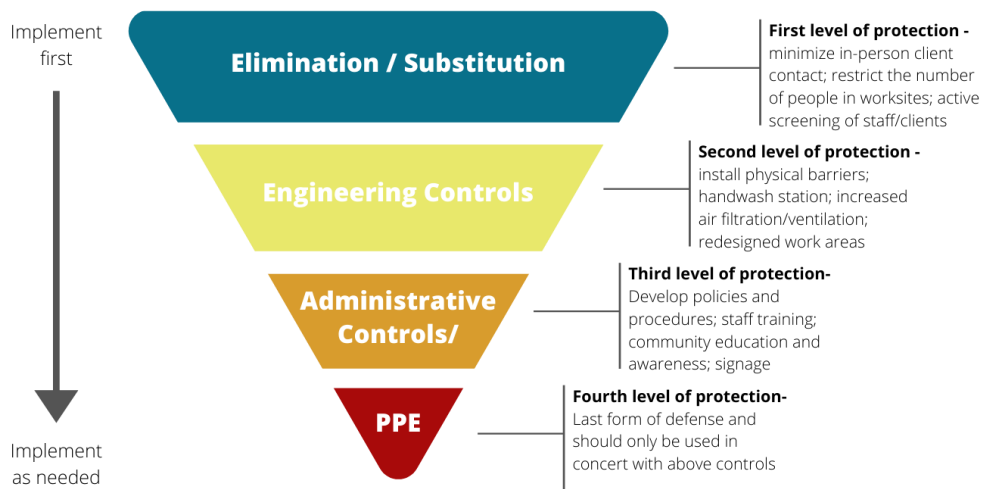 Implement
first
Elimination / Substitution
First level of protection -
minimize in-person client
contact; restrict the number
of people in worksites; active
screening of staff/clients
Engineering Controls
Second level of protection -
install physical barriers;
handwash station; increased
air filtration/ventilation;
redesigned work areas
Administrative
Controls/
Third level of protection-
Develop policies and
procedures; staff training;
community education and
awareness; signage
PPE
Fourth level of protection-
Last form of defense and
should only be used in
concert with above controls
Implement
as needed